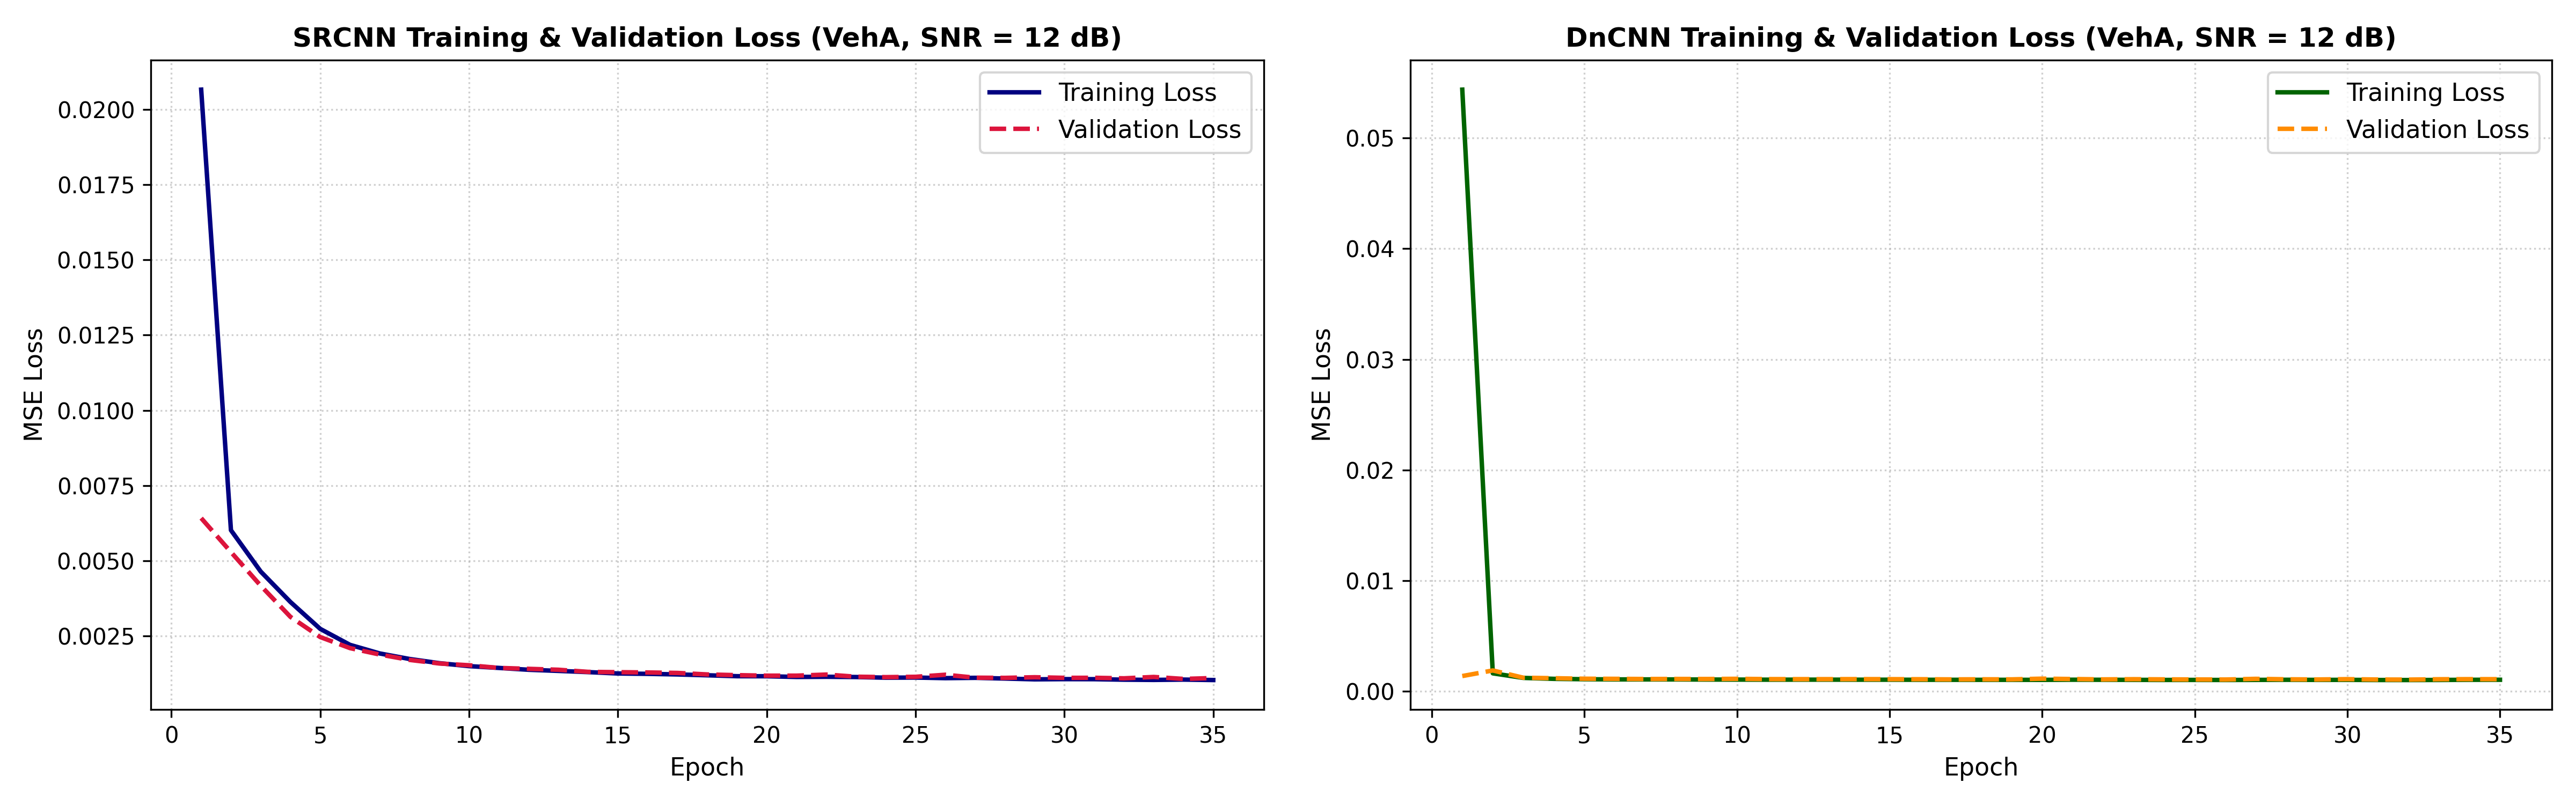 SRCNN Training & Validation Loss (VehA, SNR = 12 dB)
Training Loss
Validation Loss
0.0200
0.0175
0.0150
0.0125
0.0100
0.0075
0.0050
0.0025
MSE Loss
0 5 10 15 20 25 30 35
Epoch
DnCNN Training & Validation Loss (VehA, SNR = 12 dB)
Training Loss
Validation Loss
0.05
0.04
0.03
0.02
0.01
0.00
MSE Loss
0 5 10 15 20 25 30 35
Epoch